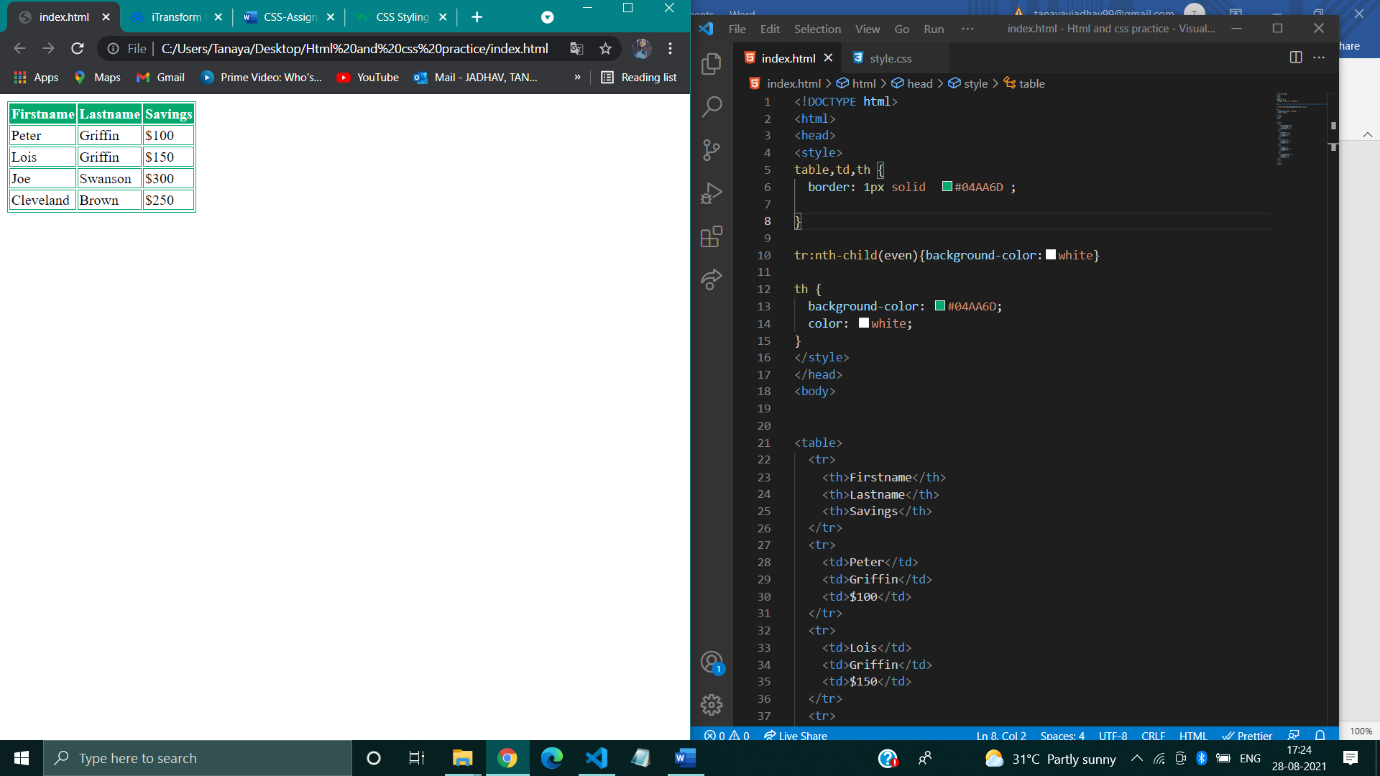 index.html
iTransform
CSS-Assign
CSS Styling
File | C:/Users/Tanaya/Desktop/Html%20and%20css%20practice/index.html
Apps
Maps
Gmail
Prime Video: Who's...
YouTube
Mail - JADHAV, TAN...
»
Reading list
Firstname Lastname Savings
Peter Griffin $100
Lois Griffin $150
Joe Swanson $300
Cleveland Brown $250
Word
tanayavjadhav99@gmail.com
hare
File Edit Selection View Go Run ···
index.html - Html and css practice - Visual...
index.html
style.css
index.html > html > head > style > table
1 <!DOCTYPE html>
2 <html>
3 <head>
4 <style>
5 table,td,th {
6 border: 1px solid #04AA6D ;
7
8 }
9
10 tr:nth-child(even){background-color: white}
11
12 th {
13 background-color: #04AA6D;
14 color: white;
15 }
16 </style>
17 </head>
18 <body>
19
20
21 <table>
22 <tr>
23 <th>Firstname</th>
24 <th>Lastname</th>
25 <th>Savings</th>
26 </tr>
27 <tr>
28 <td>Peter</td>
29 <td>Griffin</td>
30 <td>$100</td>
31 </tr>
32 <tr>
33 <td>Lois</td>
34 <td>Griffin</td>
35 <td>$150</td>
36 </tr>
37 <tr>
1
0 0 Live Share Ln 8, Col 2 Spaces: 4 UTF-8 CRLF HTML Prettier
100%
Type here to search
31°C Partly sunny
ENG
17:24
28-08-2021